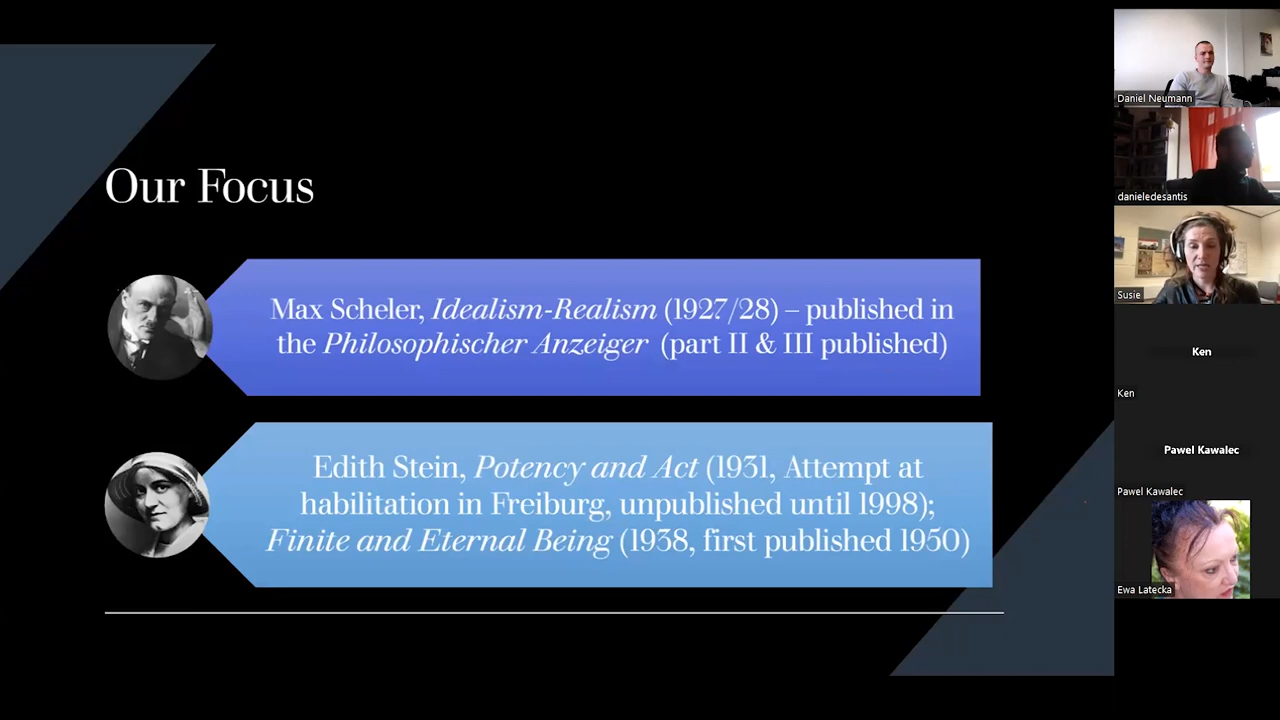 Our Focus
Max Scheler, Idealism-Realism (1927/28) – published in
the Philosophischer Anzeiger (part II & III published)
Edith Stein, Potency and Act (1931, Attempt at
habilitation in Freiburg, unpublished until 1998);
Finite and Eternal Being (1938, first published 1950)
Daniel Neumann
danieledesantis
Susie
Ken
Ken
Pawel Kawalec
Pawel Kawalec
Ewa Latecka